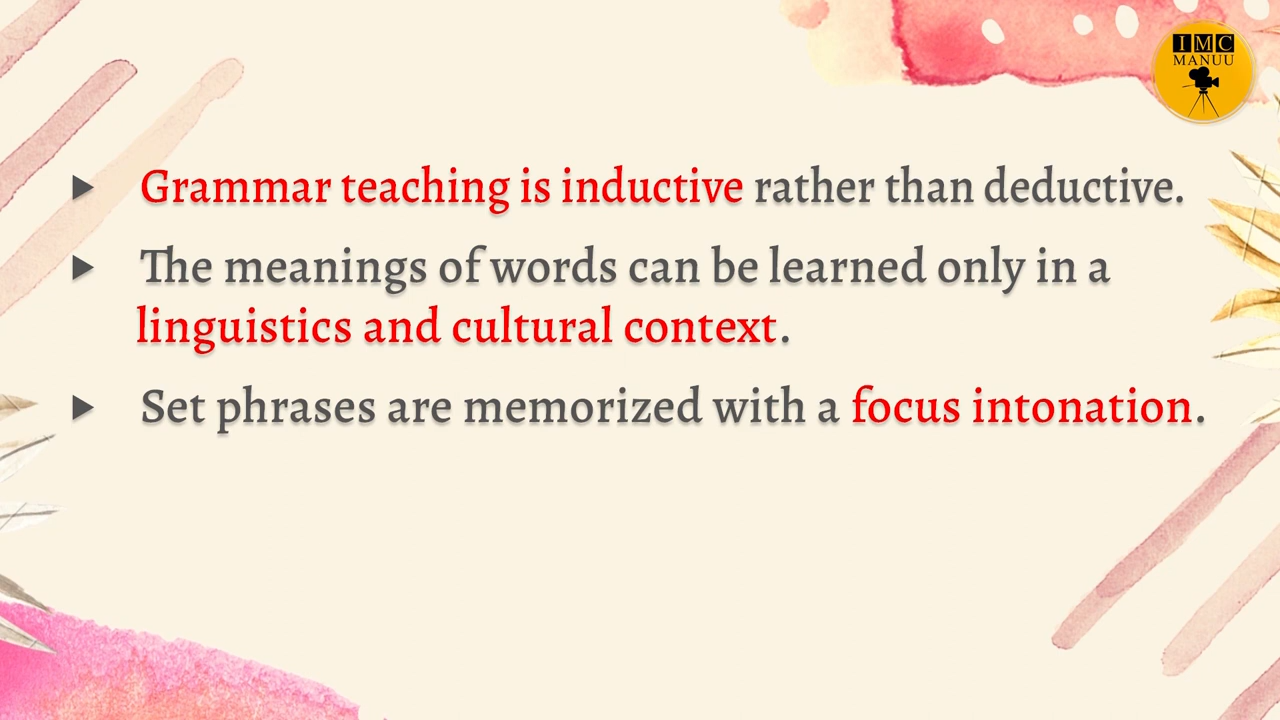 IMC
MANUU
Grammar teaching is inductive rather than deductive.
The meanings of words can be learned only in a
linguistics and cultural context.
Set phrases are memorized with a focus intonation.